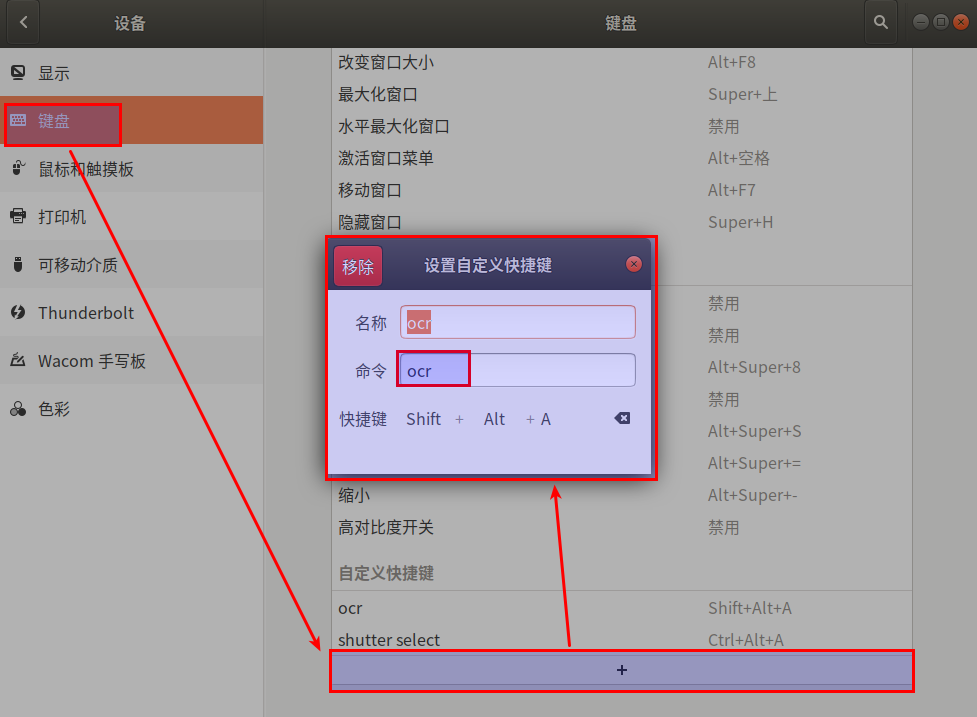 设备
键盘
显示
键盘
鼠标和触摸板
打印机
可移动介质
Thunderbolt
Wacom 手写板
色彩
改变窗口大小 Alt+F8
最大化窗口 Super+上
水平最大化窗口 禁用
激活窗口菜单 Alt+空格
移动窗口 Alt+F7
隐藏窗口 Super+H
移除 设置自定义快捷键
名称 ocr
命令 ocr
快捷键 Shift + Alt + A
禁用
禁用
Alt+Super+8
禁用
Alt+Super+S
Alt+Super+=
缩小 Alt+Super+-
高对比度开关 禁用
自定义快捷键
ocr Shift+Alt+A
shutter select Ctrl+Alt+A
+